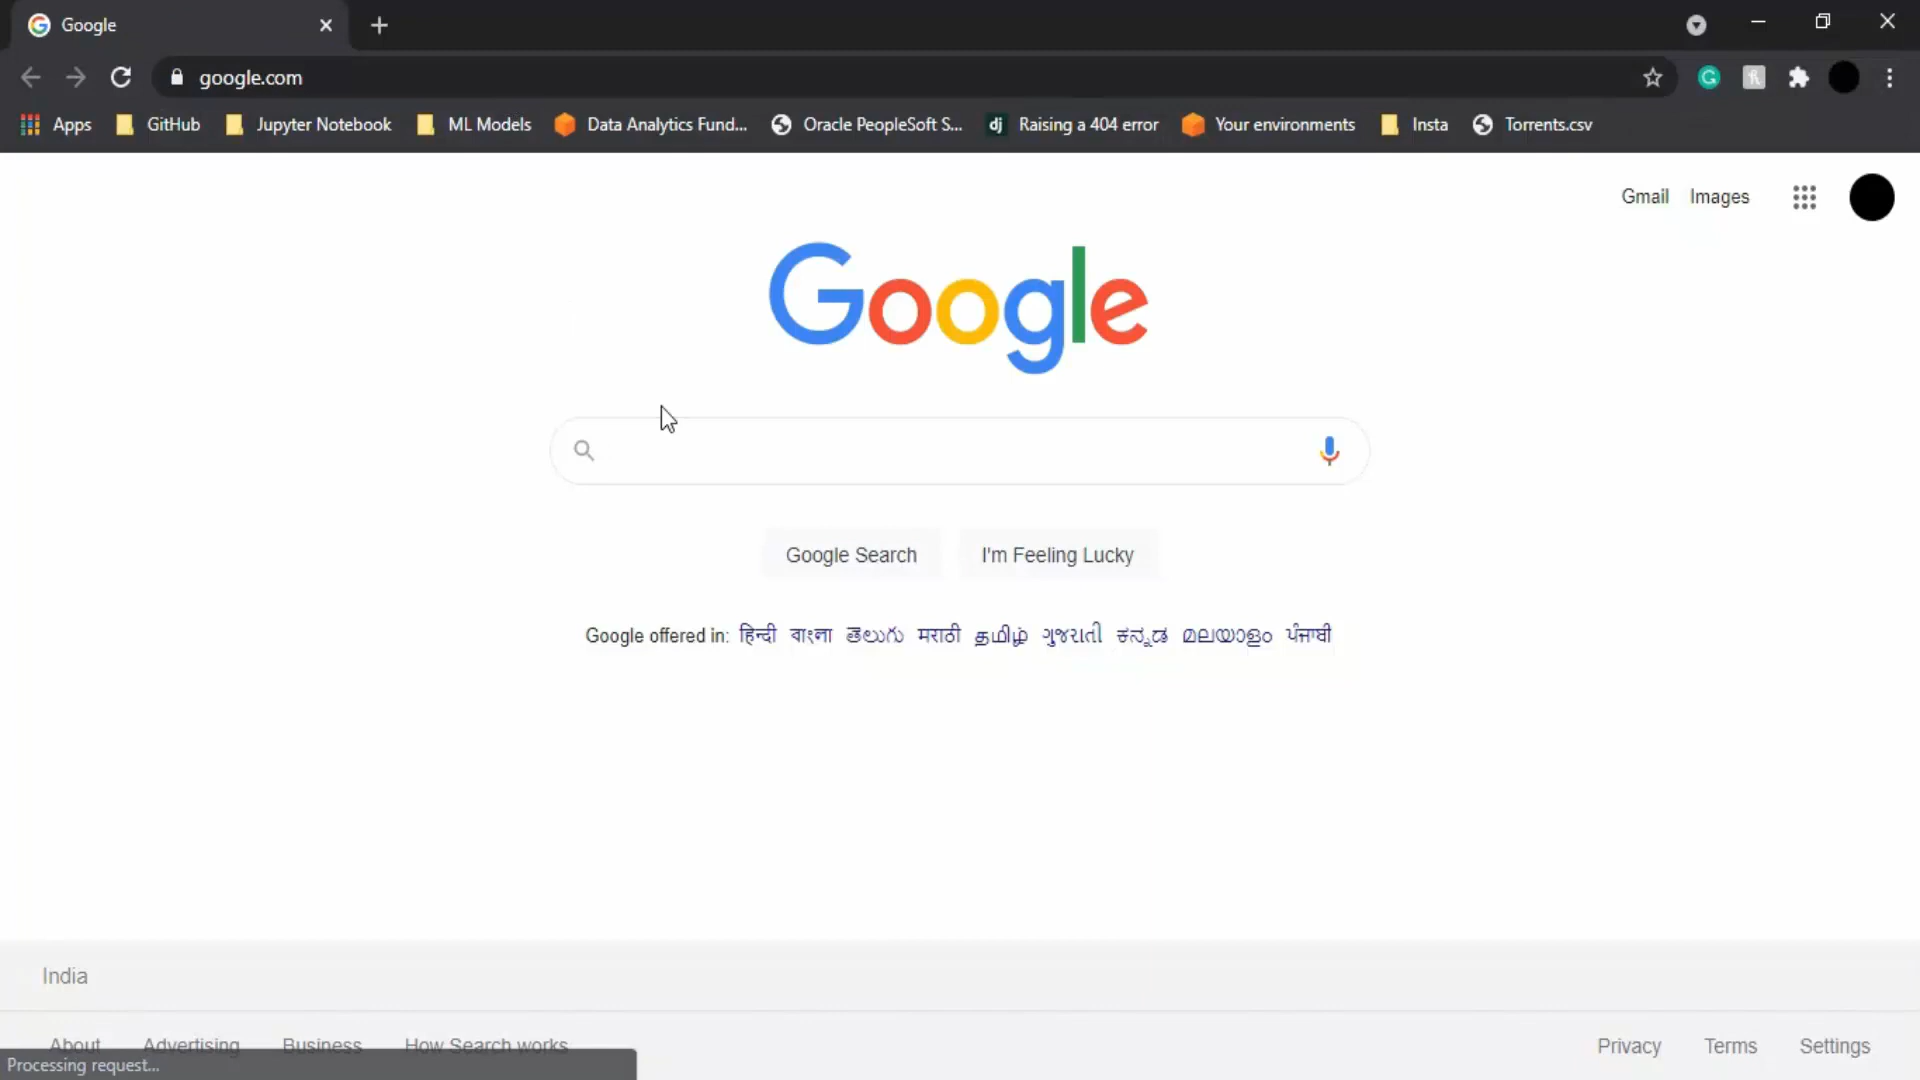 Google
google.com
Apps GitHub Jupyter Notebook ML Models Data Analytics Fund... Oracle PeopleSoft S... dj Raising a 404 error Your environments Insta Torrents.csv
Gmail Images
Google
Google Search I'm Feeling Lucky
Google offered in: हिन्दी বাংলা తెలుగు मराठी தமிழ் ગુજરાતી ಕನ್ನಡ മലയാളം ਪੰਜਾਬੀ
India
About Advertising Business How Search works Privacy Terms Settings
Processing request...